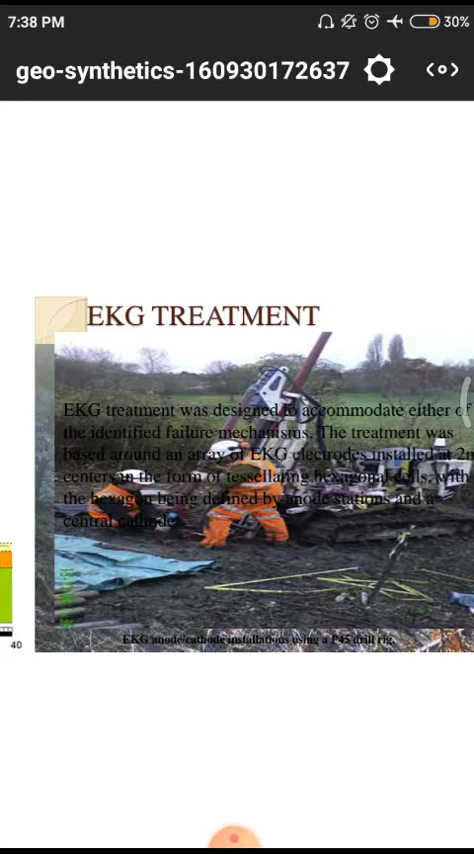 7:38 PM
30%
geo-synthetics-160930172637
EKG TREATMENT
EKG treatment was designed to accommodate either of
the identified failure mechanisms. The treatment was
based around an array of EKG electrodes installed at 2m
centers in the form of tessellating hexagonal cells, with
the hexagon being defined by anode stations and a
central cathode.
40
EKG anode/cathode installations using a P45 drill rig.